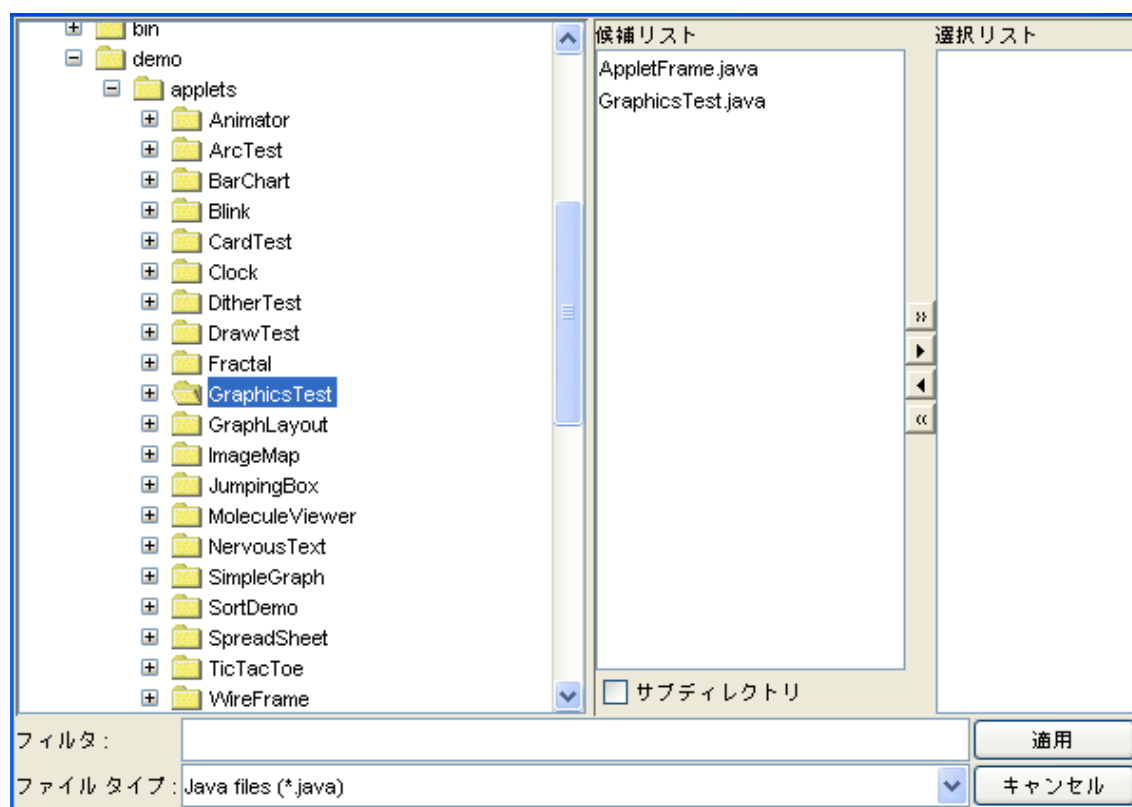 bin
demo
applets
Animator
ArcTest
BarChart
Blink
CardTest
Clock
DitherTest
DrawTest
Fractal
GraphicsTest
GraphLayout
ImageMap
JumpingBox
MoleculeViewer
NervousText
SimpleGraph
SortDemo
SpreadSheet
TicTacToe
WireFrame
候補リスト
AppletFrame.java
GraphicsTest.java
サブディレクトリ
選択リスト
フィルタ :
適用
ファイル タイプ : Java files (*.java)
キャンセル